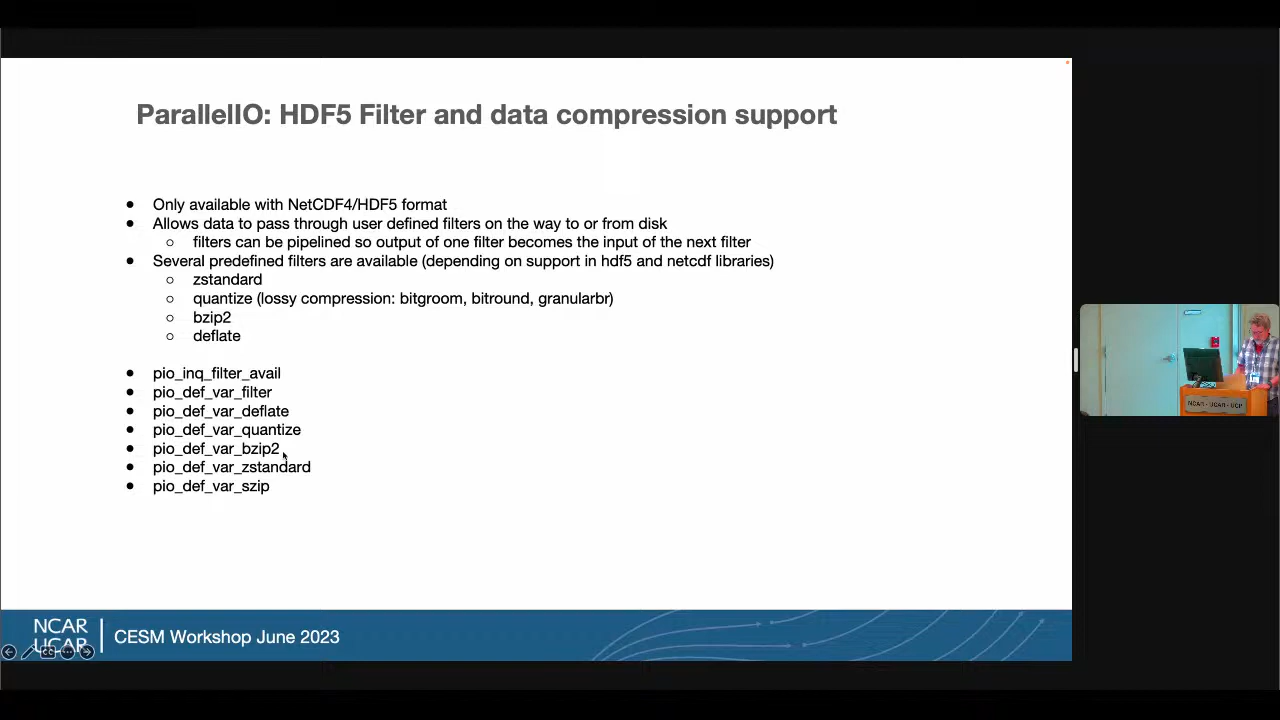 ParallelIO: HDF5 Filter and data compression support
● Only available with NetCDF4/HDF5 format
● Allows data to pass through user defined filters on the way to or from disk
○ filters can be pipelined so output of one filter becomes the input of the next filter
● Several predefined filters are available (depending on support in hdf5 and netcdf libraries)
○ zstandard
○ quantize (lossy compression: bitgroom, bitround, granularbr)
○ bzip2
○ deflate
● pio_inq_filter_avail
● pio_def_var_filter
● pio_def_var_deflate
● pio_def_var_quantize
● pio_def_var_bzip2
● pio_def_var_zstandard
● pio_def_var_szip
NCAR
UCAR
CESM Workshop June 2023
NCAR - UCAR - UCP